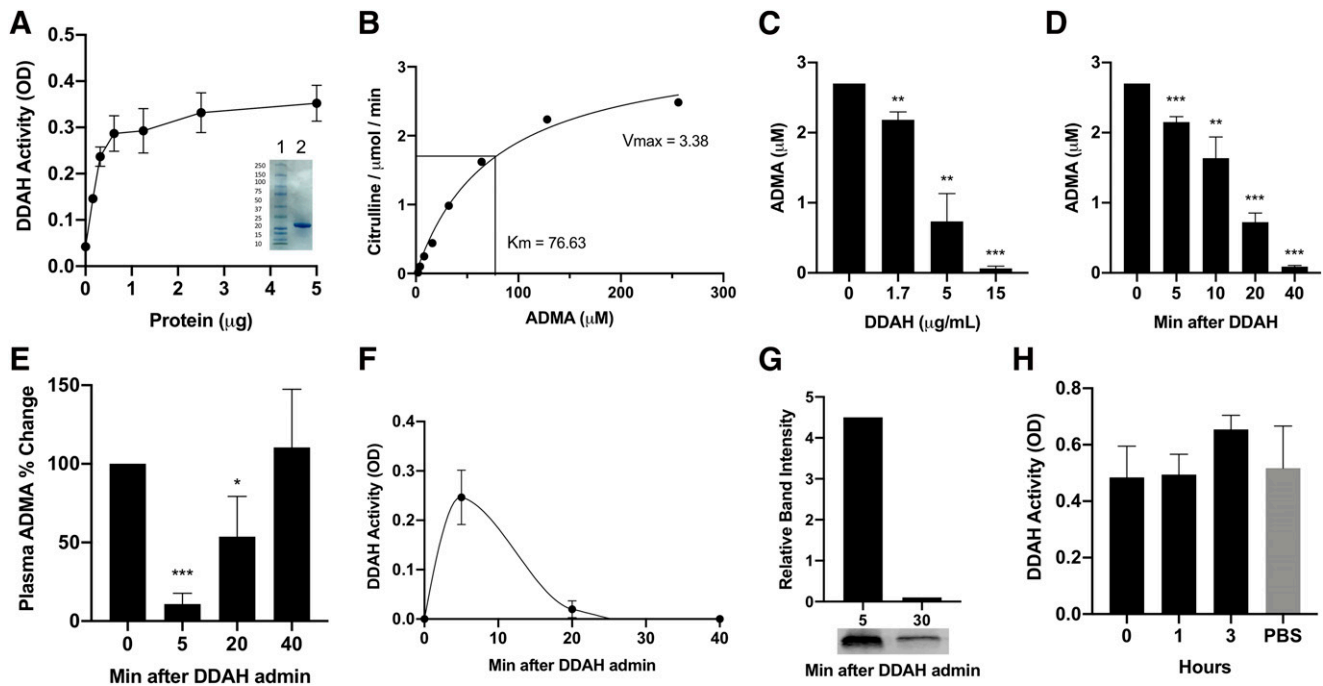 A
DDAH Activity (OD)
0.5
0.4
0.3
0.2
0.1
0.0
0 1 2 3 4 5
Protein (μg)
1 2
250
150
100
75
50
37
25
20
15
10
B
Citrulline / μmol / min
3
2
1
0
0 100 200 300
ADMA (μM)
Vmax = 3.38
Km = 76.63
C
ADMA (μM)
3
2
1
0
**
**
***
0 1.7 5 15
DDAH (μg/mL)
D
ADMA (μM)
3
2
1
0
***
**
***
***
0 5 10 20 40
Min after DDAH
E
Plasma ADMA % Change
150
100
50
0
***
*
0 5 20 40
Min after DDAH admin
F
DDAH Activity (OD)
0.4
0.3
0.2
0.1
0.0
0 10 20 30 40
Min after DDAH admin
G
Relative Band Intensity
5
4
3
2
1
0
5 30
Min after DDAH admin
H
DDAH Activity (OD)
0.8
0.6
0.4
0.2
0.0
0 1 3 PBS
Hours